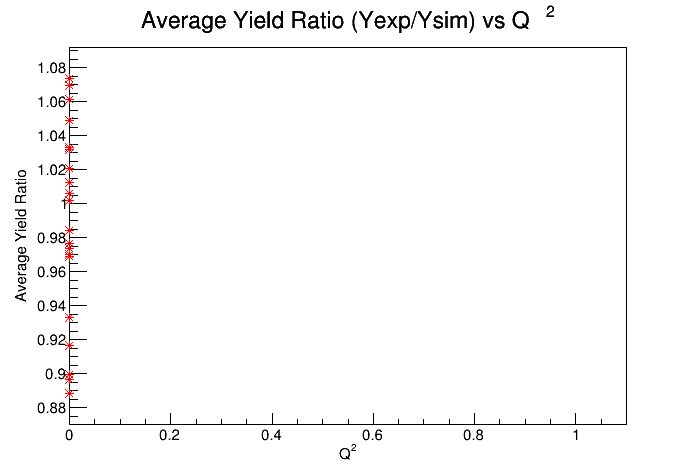 Average Yield Ratio (Yexp/Ysim) vs Q ²
1.08
1.06
1.04
1.02
1
0.98
0.96
0.94
0.92
0.9
0.88
Average Yield Ratio
0 0.2 0.4 0.6 0.8 1
Q²